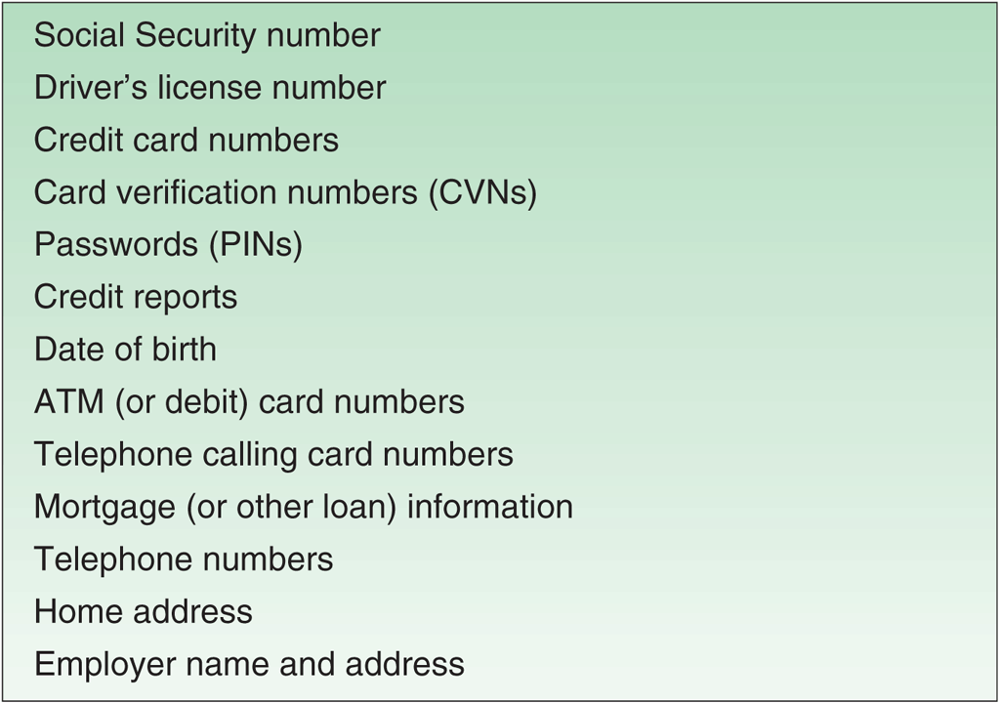 Social Security number
Driver’s license number
Credit card numbers
Card verification numbers (CVNs)
Passwords (PINs)
Credit reports
Date of birth
ATM (or debit) card numbers
Telephone calling card numbers
Mortgage (or other loan) information
Telephone numbers
Home address
Employer name and address